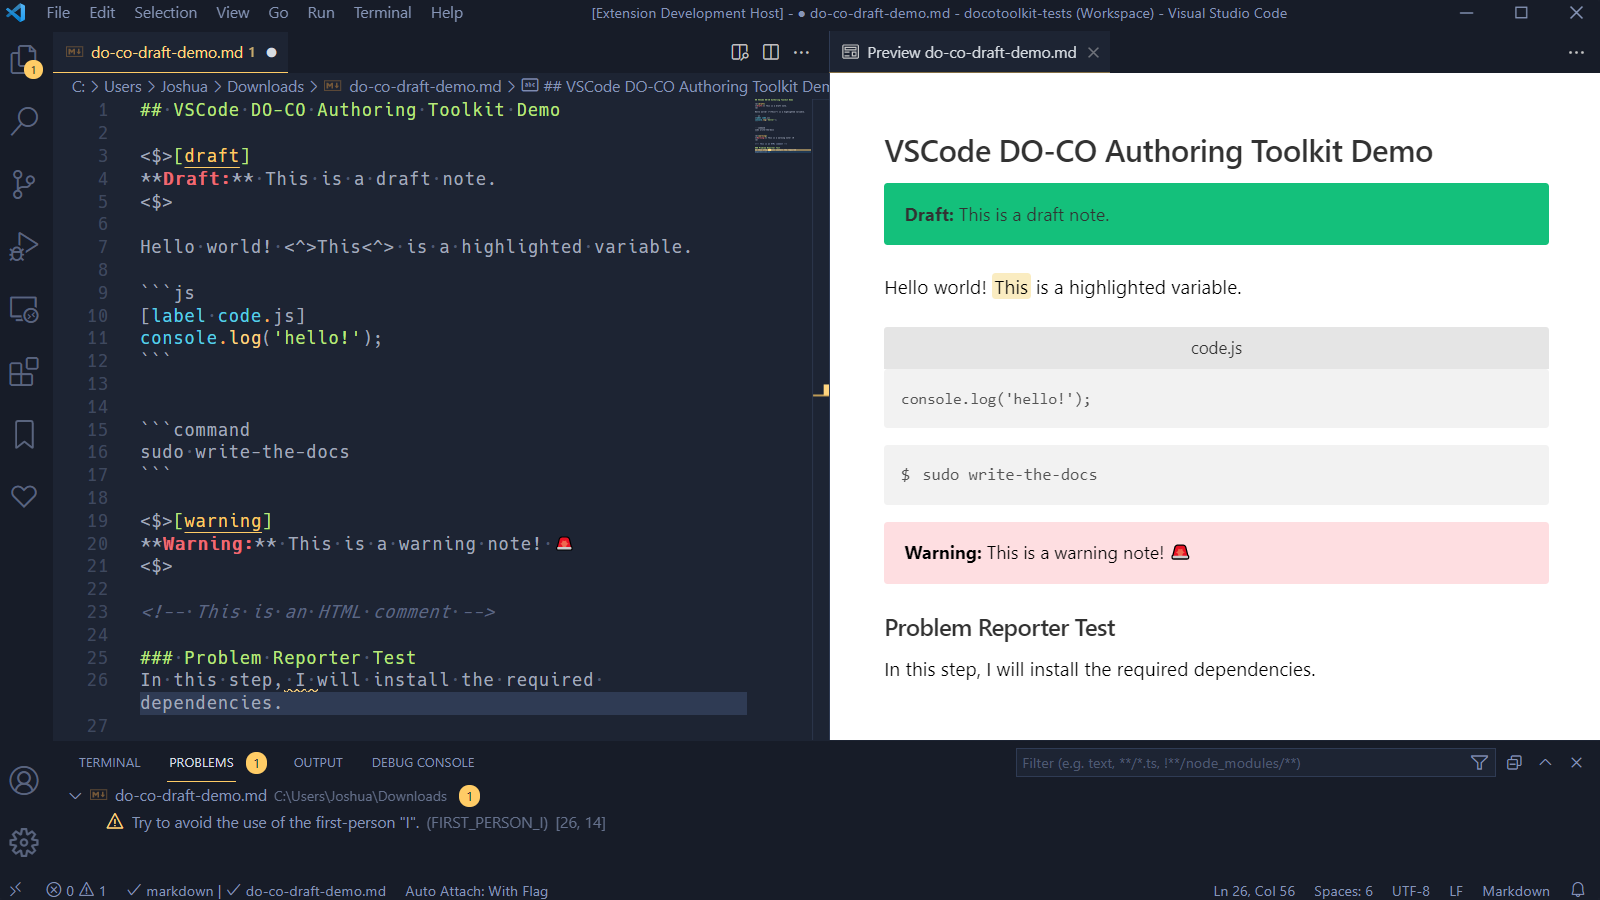 File Edit Selection View Go Run Terminal Help
[Extension Development Host] - ● do-co-draft-demo.md - docotoolkit-tests (Workspace) - Visual Studio Code
do-co-draft-demo.md 1 ●
C: > Users > Joshua > Downloads > do-co-draft-demo.md > ## VSCode DO-CO Authoring Toolkit Dem
1 ## VSCode DO-CO Authoring Toolkit Demo
2
3 <$>[draft]
4 **Draft:** This is a draft note.
5 <$>
6
7 Hello world! <^>This<^> is a highlighted variable.
8
9 ```js
10 [label code.js]
11 console.log('hello!');
12 ```
13
14
15 ```command
16 sudo write-the-docs
17 ```
18
19 <$>[warning]
20 **Warning:** This is a warning note! 🚨
21 <$>
22
23 <!-- This is an HTML comment -->
24
25 ### Problem Reporter Test
26 In this step, I will install the required
dependencies.
27
Preview do-co-draft-demo.md
VSCode DO-CO Authoring Toolkit Demo
Draft: This is a draft note.
Hello world! This is a highlighted variable.
code.js
console.log('hello!');
$ sudo write-the-docs
Warning: This is a warning note! 🚨
Problem Reporter Test
In this step, I will install the required dependencies.
1
TERMINAL PROBLEMS 1 OUTPUT DEBUG CONSOLE
Filter (e.g. text, **/*.ts, !**/node_modules/**)
do-co-draft-demo.md C:\Users\Joshua\Downloads 1
Try to avoid the use of the first-person "I". (FIRST_PERSON_I) [26, 14]
0 1 ✓ markdown | ✓ do-co-draft-demo.md Auto Attach: With Flag
Ln 26, Col 56 Spaces: 6 UTF-8 LF Markdown